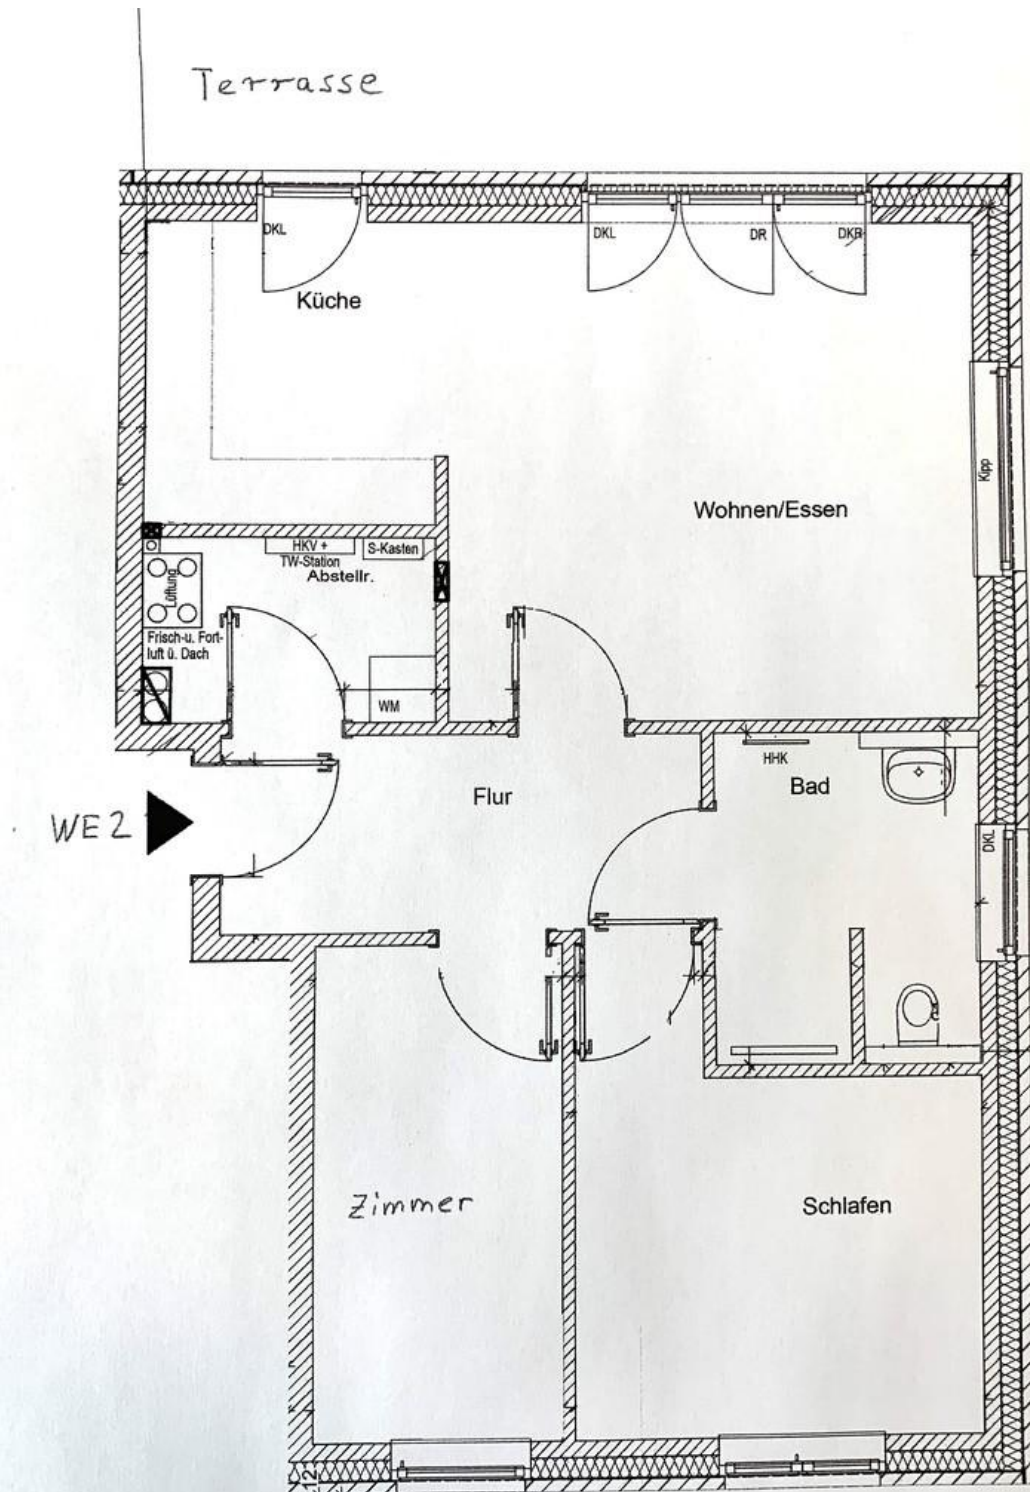 Terrasse
DKL
DKL
DR
DKR
Küche
Kipp
Wohnen/Essen
HKV +
TW-Station
S-Kasten
Abstellr.
Lüftung
Frisch-u. Fort-
luft ü. Dach
WM
HHK
Flur
Bad
WE2
DKL
Zimmer
Schlafen
12